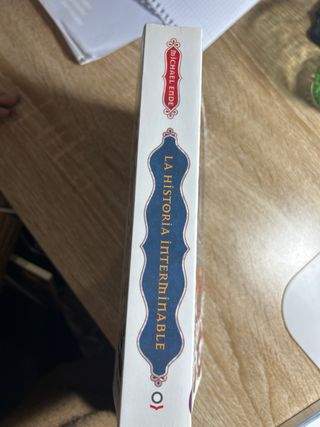 MICHAEL ENDE
LA HISTORIA INTERMINABLE